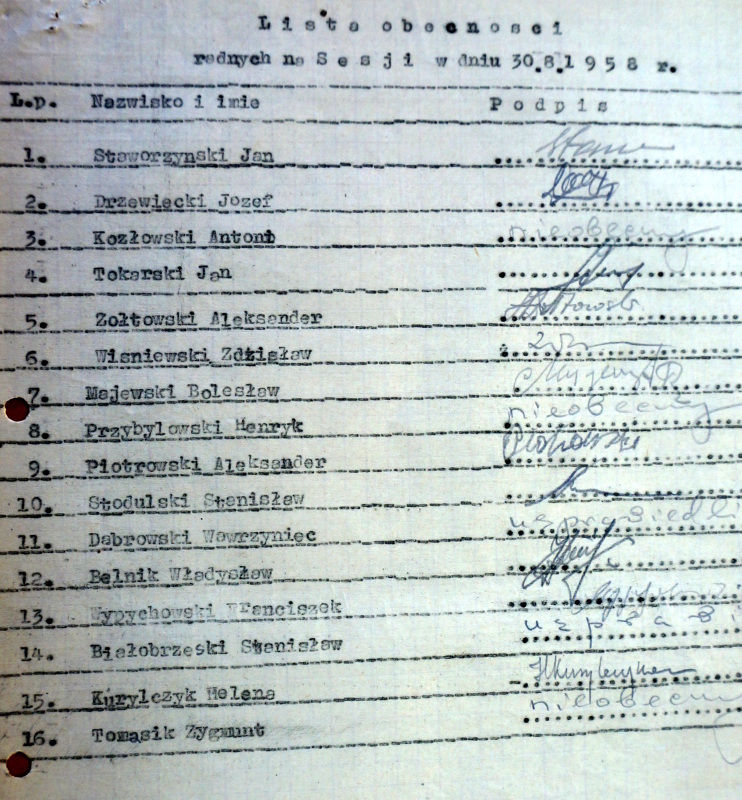 Lista obecnosci
radnych na Sesji w dniu 30.8.1958 r.
L.p. Nazwisko i imie Podpis
1. Staworzynski Jan
2. Drzewięcki Jozef
3. Kozłowski Antoni nieobecny
4. Tokarski Jan
5. Zołtowski Aleksander
6. Wisniewski Zdzisław
7. Majewski Bolesław
8. Przybylowski Henryk nieobecny
9. Piotrowski Aleksander Piotrowski
10. Stodulski Stanisław
11. Dabrowski Wawrzyniec
12. Belnik Władysław
13. Wypychowski Franciszek
14. Białobrzeski Stanisław
15. Kurylczyk Helena
16. Tomasik Zygmunt